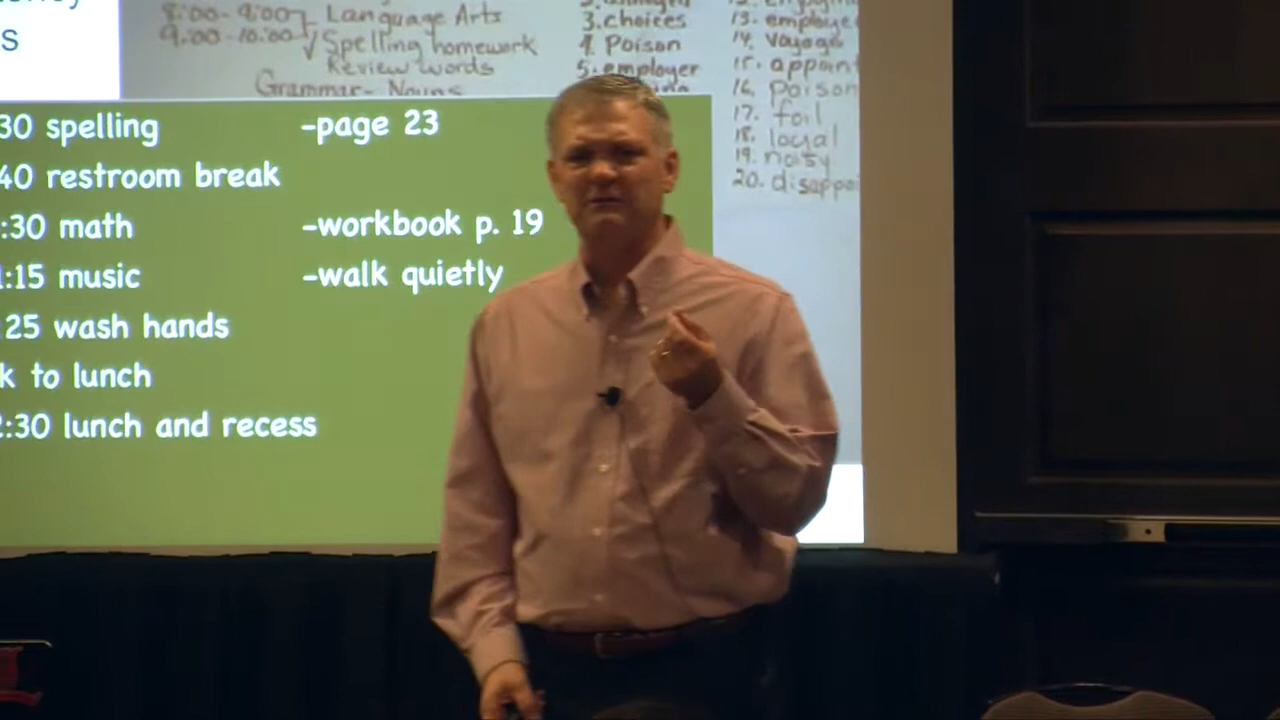 s
8:00-9:00 Language Arts
9:00-10:00 Spelling homework
Review words
Grammar- Nouns
3. choices
4. Poison
5. employer
14. voyage
15. appoint
16. Poison
17. foil
18. loyal
19. noisy
20. disappoi
30 spelling -page 23
40 restroom break
:30 math -workbook p. 19
:15 music -walk quietly
25 wash hands
k to lunch
:30 lunch and recess